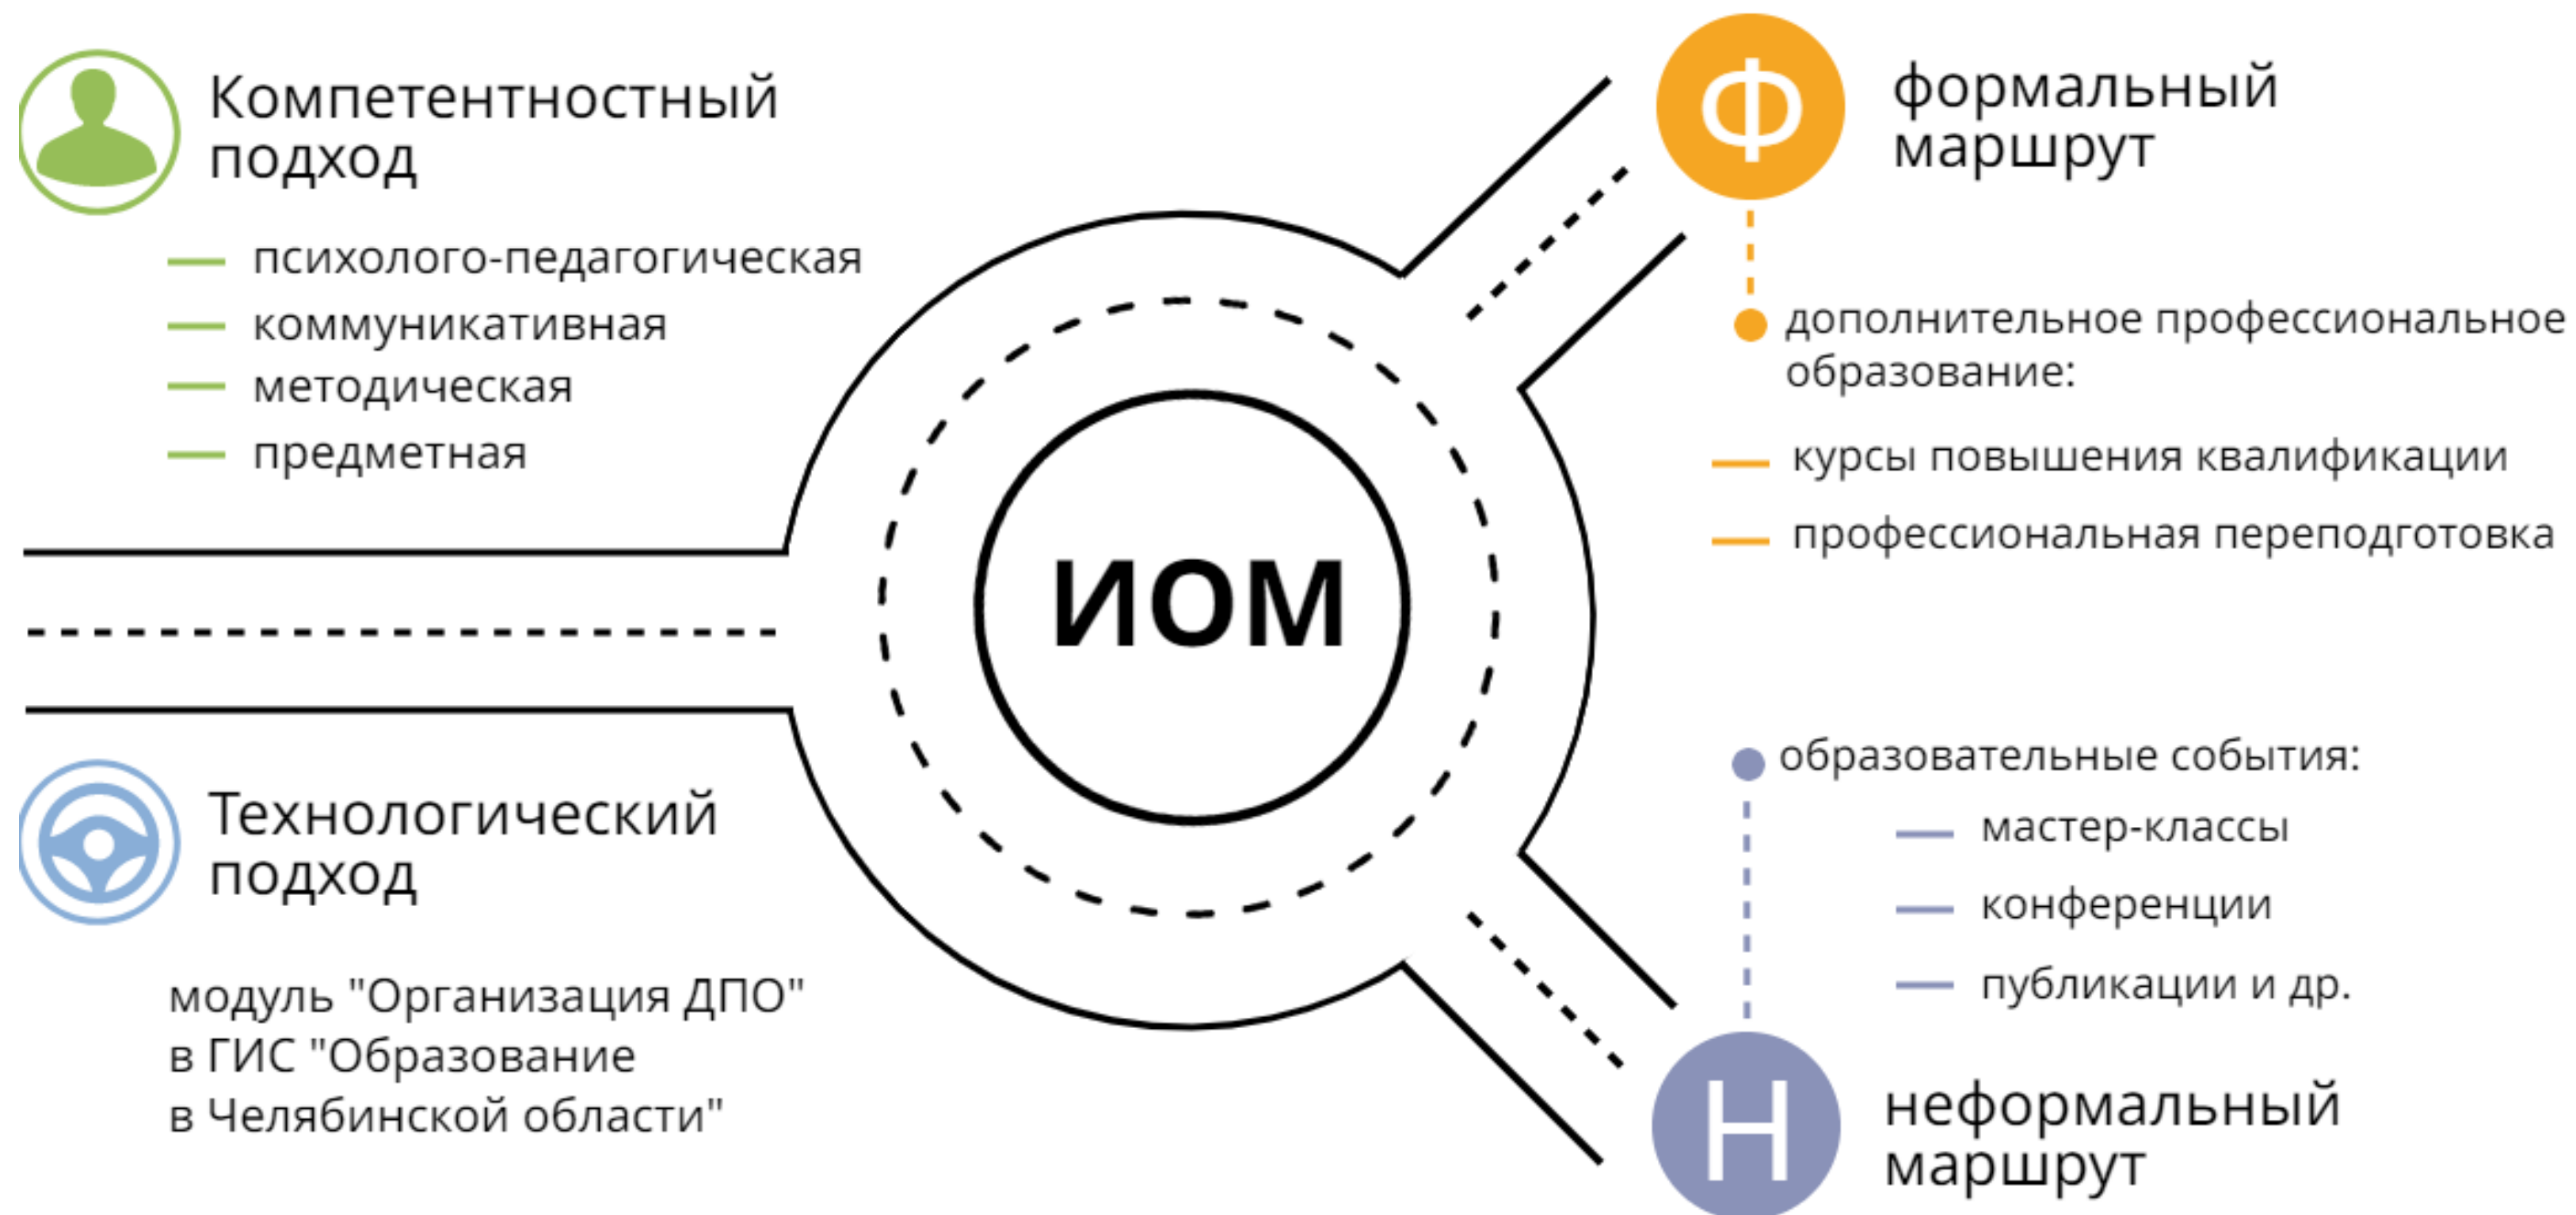 Компетентностный
подход
психолого-педагогическая
коммуникативная
методическая
предметная
Технологический
подход
модуль "Организация ДПО"
в ГИС "Образование
в Челябинской области"
ИОМ
Ф
формальный
маршрут
дополнительное профессиональное
образование:
курсы повышения квалификации
профессиональная переподготовка
образовательные события:
мастер-классы
конференции
публикации и др.
Н
неформальный
маршрут